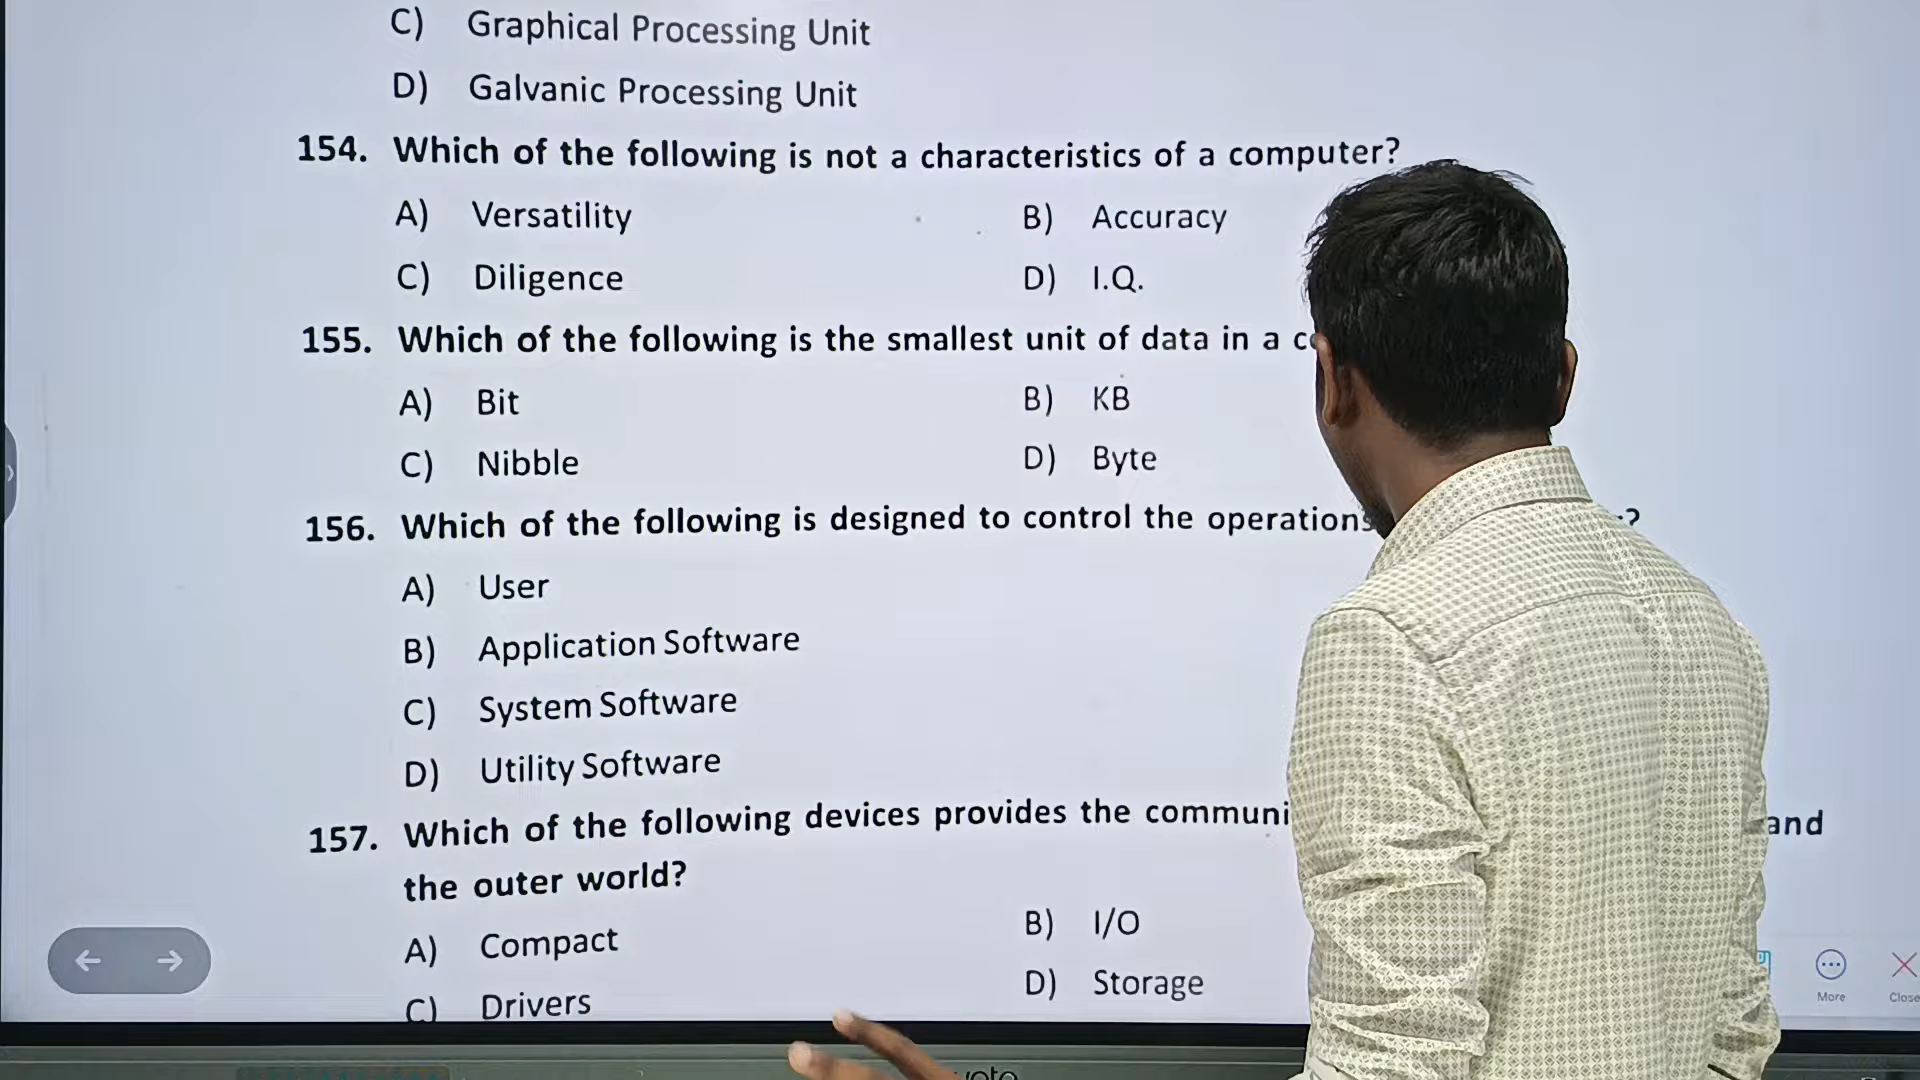 C) Graphical Processing Unit
D) Galvanic Processing Unit
154. Which of the following is not a characteristics of a computer?
A) Versatility B) Accuracy
C) Diligence D) I.Q.
155. Which of the following is the smallest unit of data in a
A) Bit B) KB
C) Nibble D) Byte
156. Which of the following is designed to control the operations ?
A) User
B) Application Software
C) System Software
D) Utility Software
157. Which of the following devices provides the and
the outer world?
A) Compact B) I/O
C) Drivers D) Storage
More Close